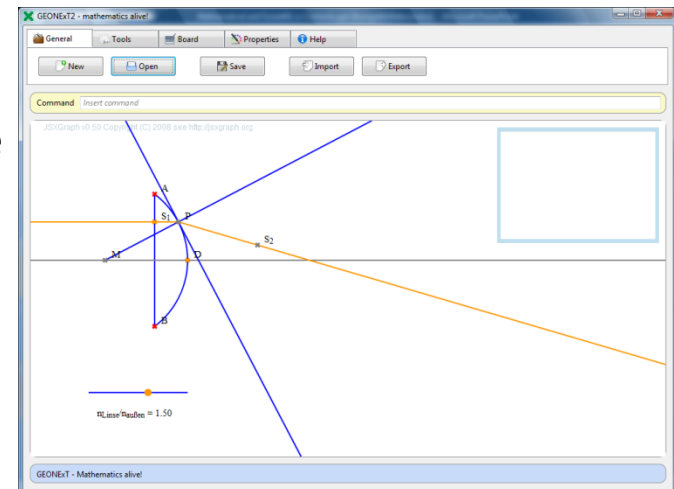 GEONExT2 - mathematics alive!
General Tools Board Properties Help
New Open Save Import Export
Command Insert command
JSXGraph v0.50 Copyright (C) 2008 see http://jsxgraph.org
A
S1 P
S2
M D
B
nLinse/naußen = 1.50
GEONExT - Mathematics alive!